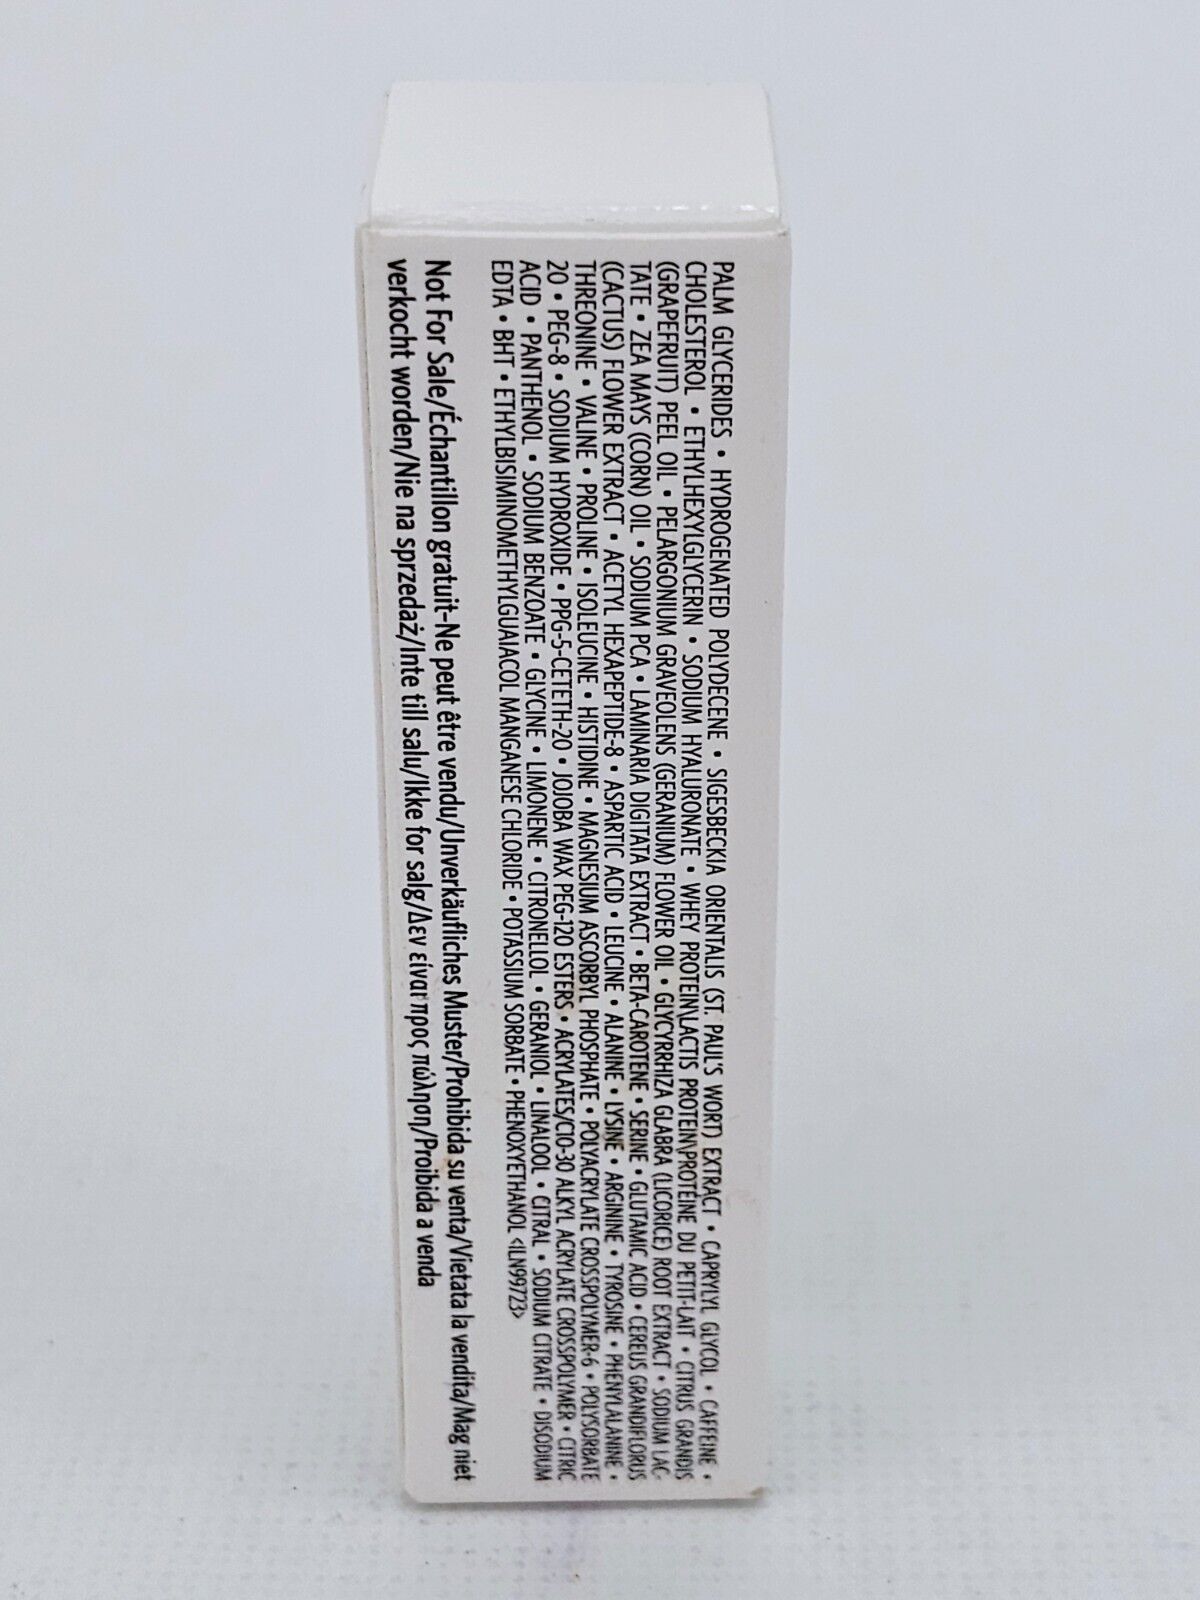 PALM GLYCERIDES • HYDROGENATED POLYDECENE • SIGESBECKIA ORIENTALIS (ST. PAUL'S WORT) EXTRACT • CAPRYLYL GLYCOL • CAFFEINE •
CHOLESTEROL • ETHYLHEXYLGLYCERIN • SODIUM HYALURONATE • WHEY PROTEIN\LACTIS PROTEIN\PROTÉINE DU PETIT-LAIT • CITRUS GRANDIS
(GRAPEFRUIT) PEEL OIL • PELARGONIUM GRAVEOLENS (GERANIUM) FLOWER OIL • GLYCYRRHIZA GLABRA (LICORICE) ROOT EXTRACT • SODIUM LAC-
TATE • ZEA MAYS (CORN) OIL • SODIUM PCA • LAMINARIA DIGITATA EXTRACT • BETA-CAROTENE • SERINE • GLUTAMIC ACID • CEREUS GRANDIFLORUS
(CACTUS) FLOWER EXTRACT • ACETYL HEXAPEPTIDE-8 • ASPARTIC ACID • LEUCINE • ALANINE • LYSINE • ARGININE • TYROSINE • PHENYLALANINE •
THREONINE • VALINE • PROLINE • ISOLEUCINE • HISTIDINE • MAGNESIUM ASCORBYL PHOSPHATE • POLYACRYLATE CROSSPOLYMER-6 • POLYSORBATE
20 • PEG-8 • SODIUM HYDROXIDE • PPG-5-CETETH-20 • JOJOBA WAX PEG-120 ESTERS • ACRYLATES/C10-30 ALKYL ACRYLATE CROSSPOLYMER • CITRIC
ACID • PANTHENOL • SODIUM BENZOATE • GLYCINE • LIMONENE • CITRONELLOL • GERANIOL • LINALOOL • CITRAL • SODIUM CITRATE • DISODIUM
EDTA • BHT • ETHYLBISIMINOMETHYLGUAIACOL MANGANESE CHLORIDE • POTASSIUM SORBATE • PHENOXYETHANOL <ILN99723>
Not For Sale/Échantillon gratuit-Ne peut être vendu/Unverkäufliches Muster/Prohibida su venta/Vietata la vendita/Mag niet
verkocht worden/Nie na sprzedaż/Inte till salu/Ikke for salg/Δεν είναι προς πώληση/Proibida a venda